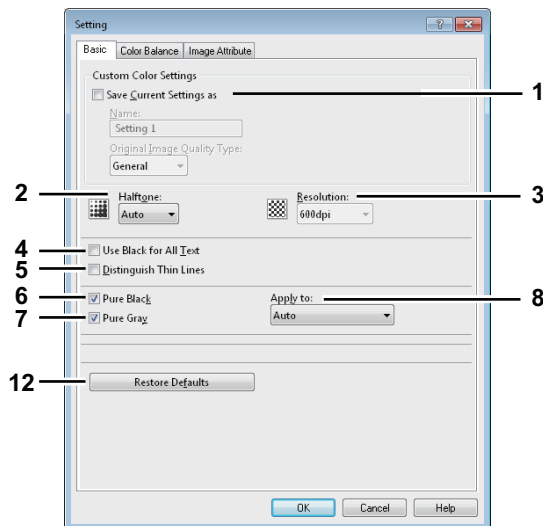 Setting
Basic Color Balance Image Attribute
Custom Color Settings
Save Current Settings as 1
Name:
Setting 1
Original Image Quality Type:
General
2 Halftone: Resolution: 3
Auto 600dpi
4 Use Black for All Text
5 Distinguish Thin Lines
6 Pure Black Apply to: 8
7 Pure Gray Auto
12 Restore Defaults
OK Cancel Help